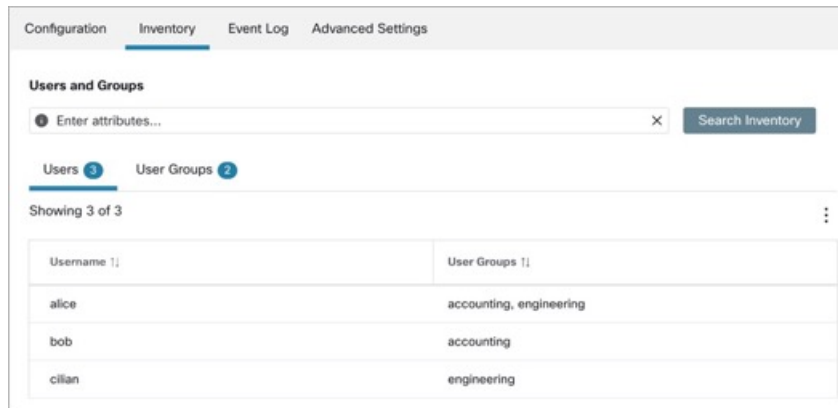 Configuration Inventory Event Log Advanced Settings
Users and Groups
Enter attributes... Search Inventory
Users 3 User Groups 2
Showing 3 of 3
Username User Groups
alice accounting, engineering
bob accounting
cilian engineering